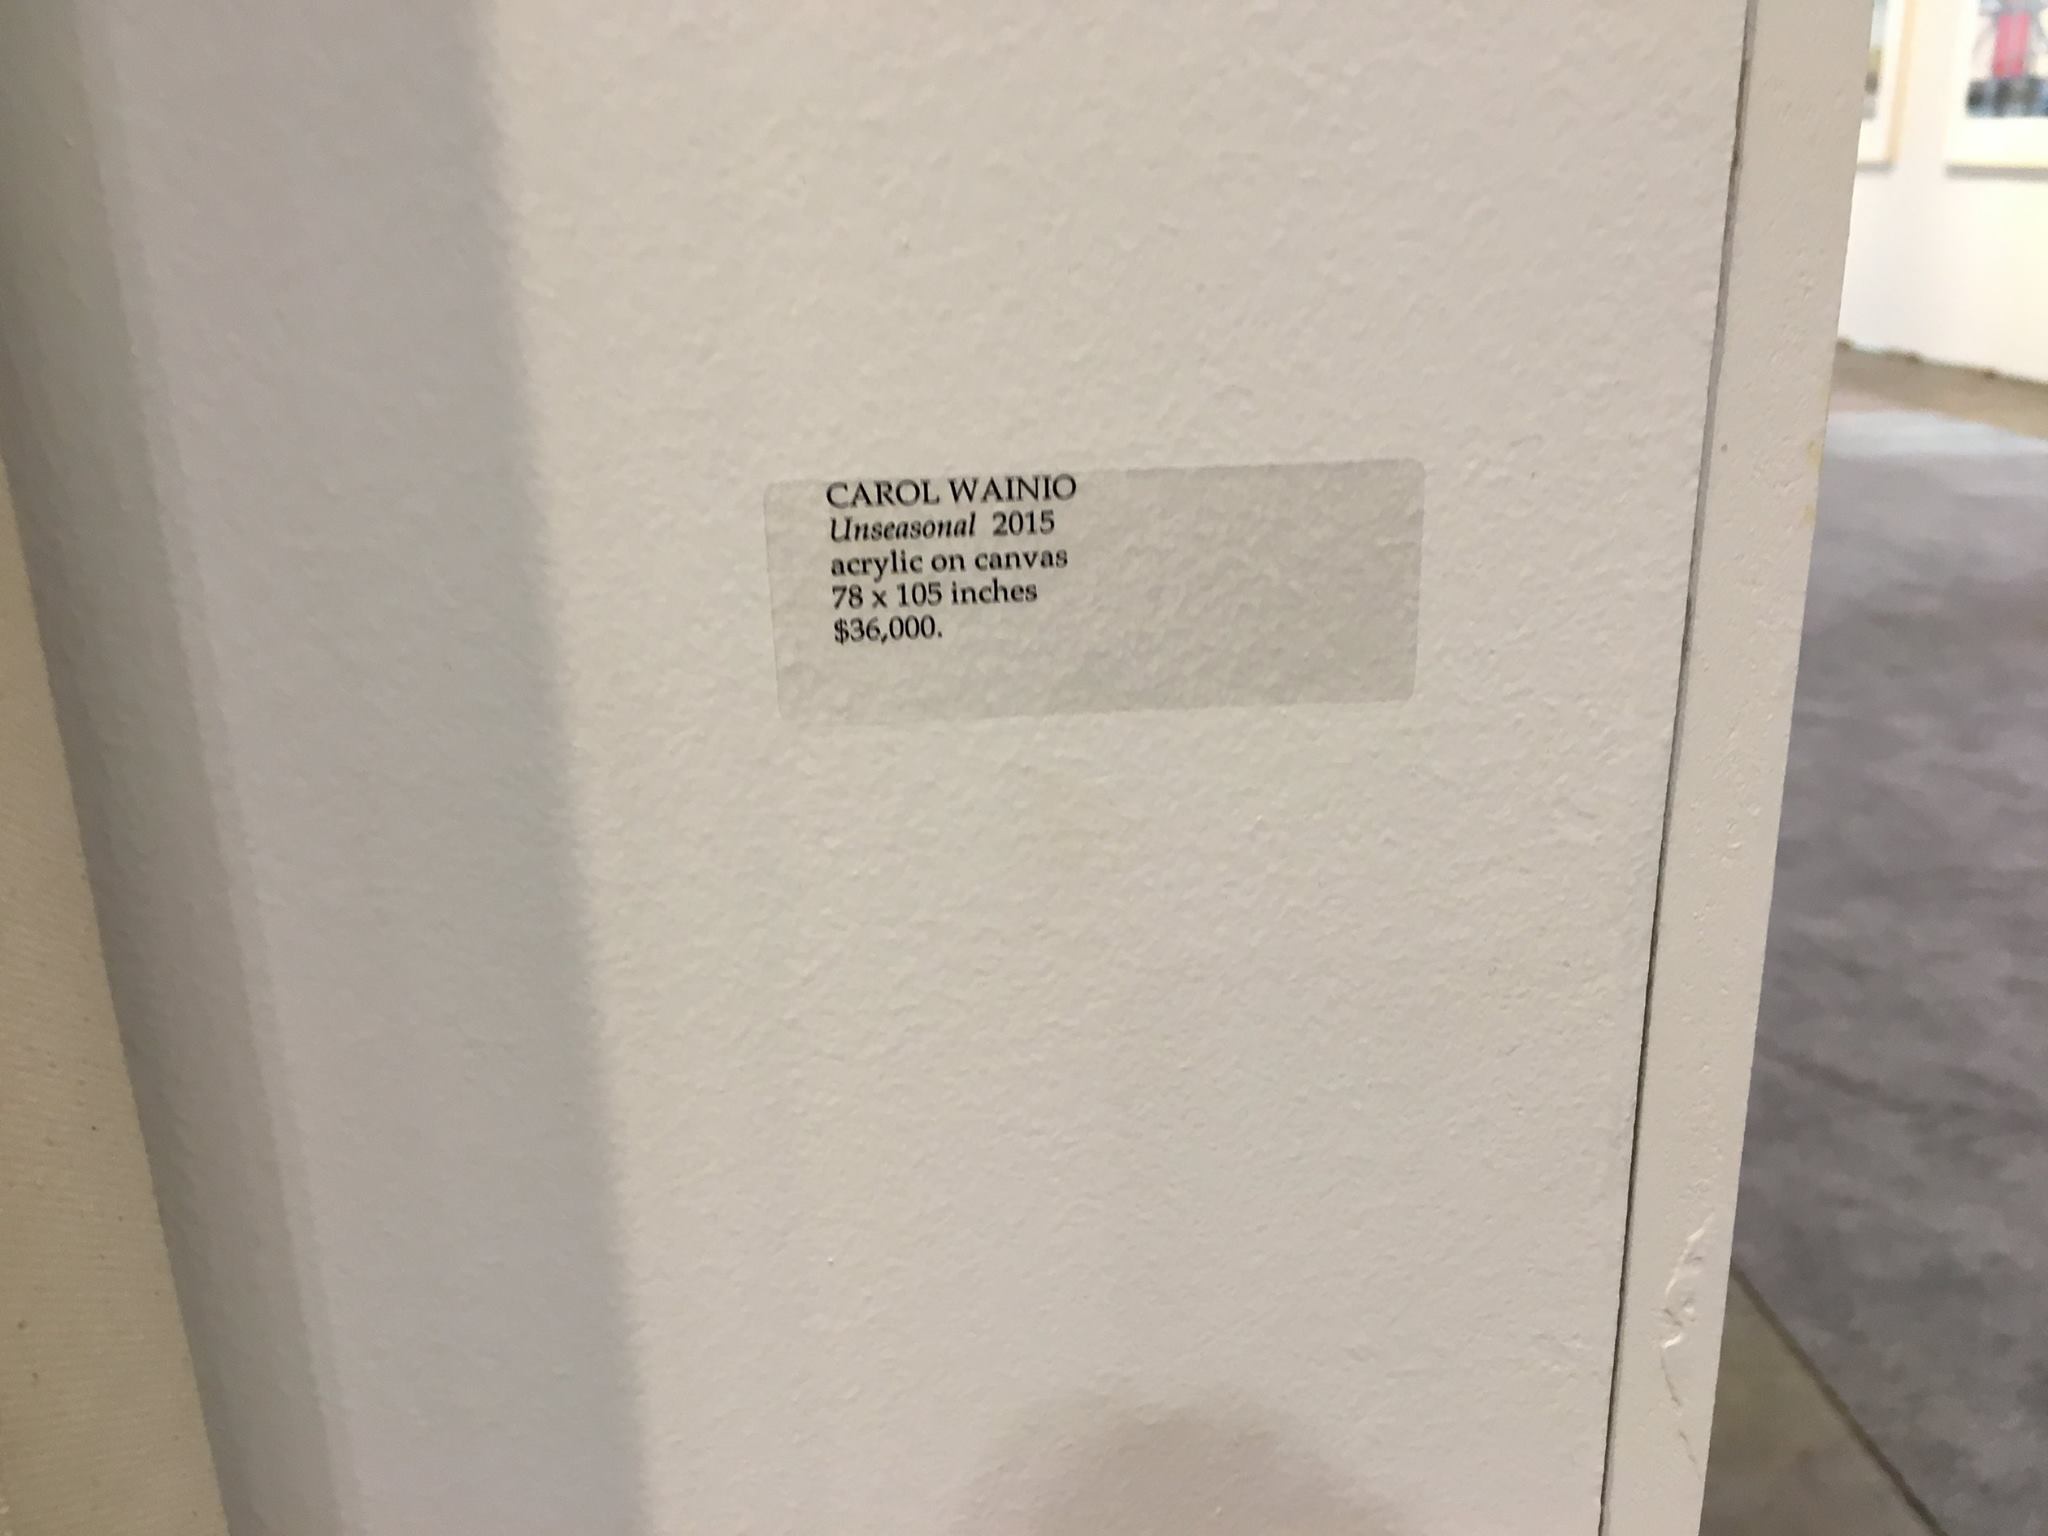 CAROL WAINIO
Unseasonal 2015
acrylic on canvas
78 x 105 inches
$36,000.